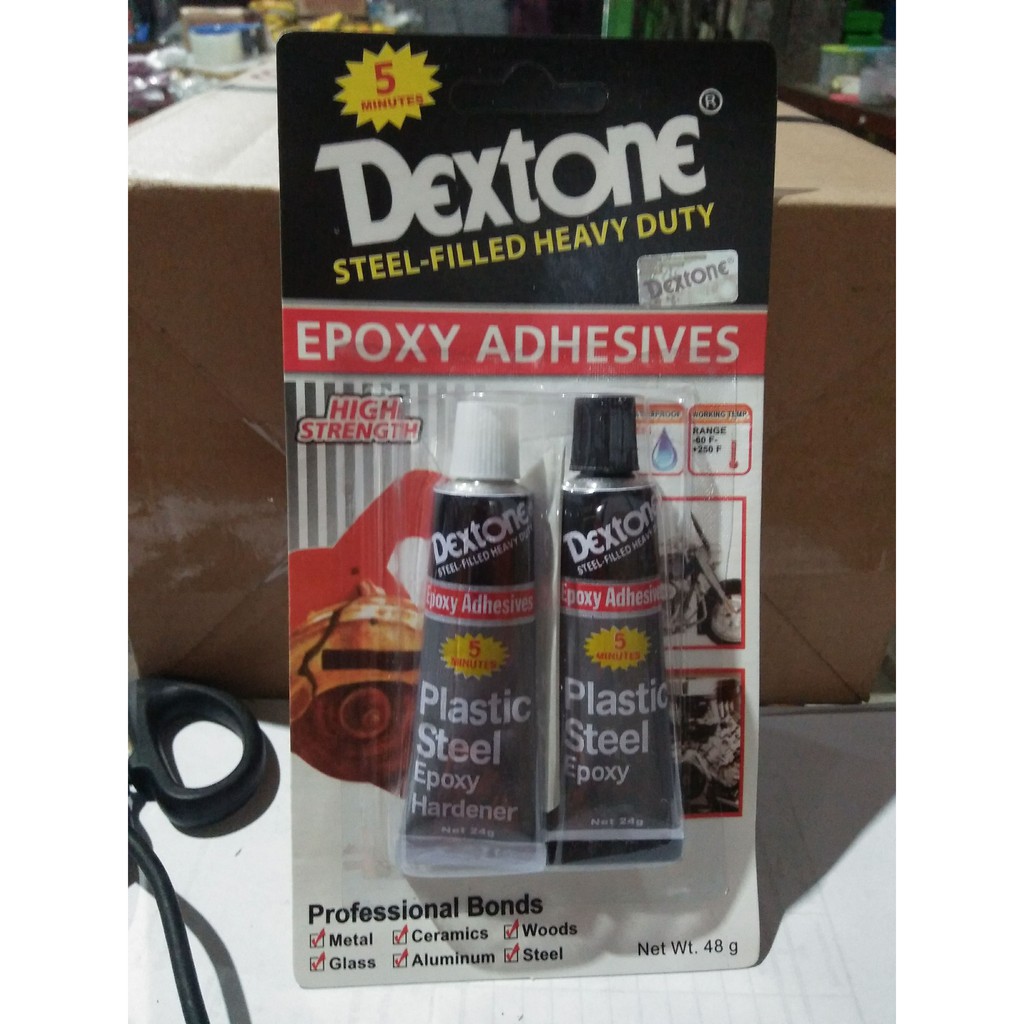 5
MINUTES
Dextone®
STEEL-FILLED HEAVY DUTY
Dextone
EPOXY ADHESIVES
HIGH
STRENGTH
WORKING TEMP
RANGE
-60 F-
+250 F
Dextone
STEEL-FILLED HEAVY DUTY
Epoxy Adhesives
5
MINUTES
Plastic
Steel
Epoxy
Hardener
Net 24g
Dextone
STEEL-FILLED HEAVY DUTY
Epoxy Adhesives
5
MINUTES
Plastic
Steel
Epoxy
Net 24g
Professional Bonds
Metal Ceramics Woods
Glass Aluminum Steel
Net Wt. 48 g